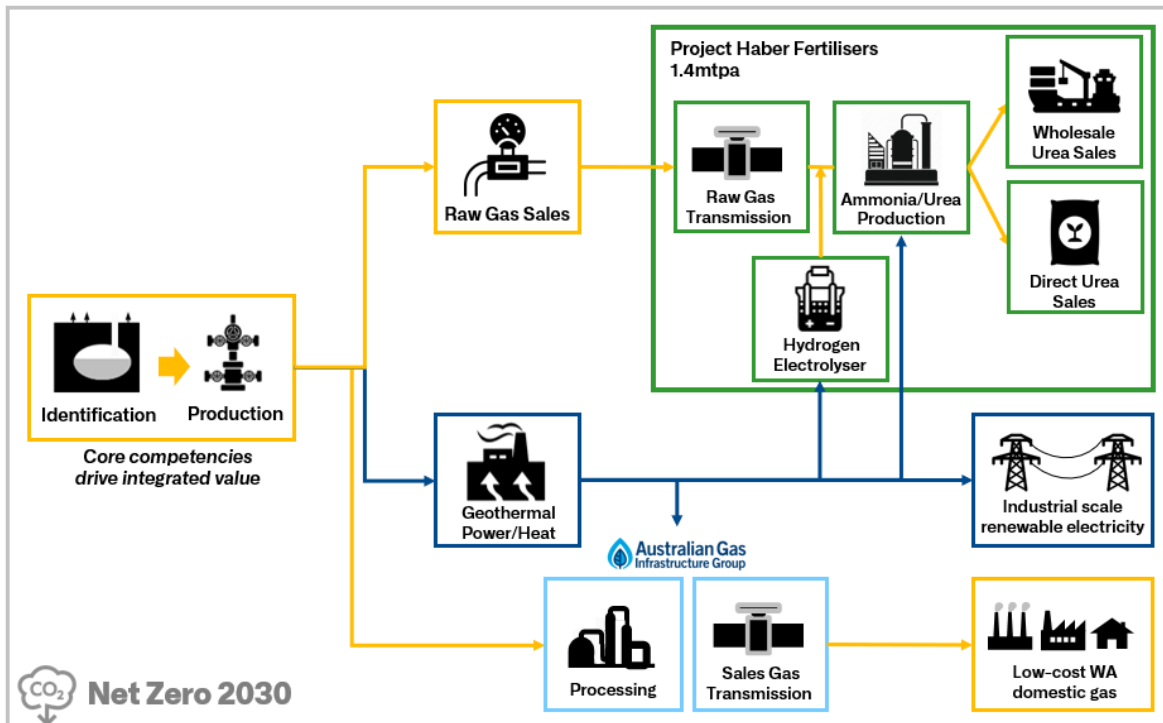 Project Haber Fertilisers
1.4mtpa
Wholesale
Urea Sales
Raw Gas Sales
Raw Gas
Transmission
Ammonia/Urea
Production
Direct Urea
Sales
Hydrogen
Electrolyser
Identification
Production
Core competencies
drive integrated value
Geothermal
Power/Heat
Industrial scale
renewable electricity
Australian Gas
Infrastructure Group
Processing
Sales Gas
Transmission
Low-cost WA
domestic gas
CO2
Net Zero 2030